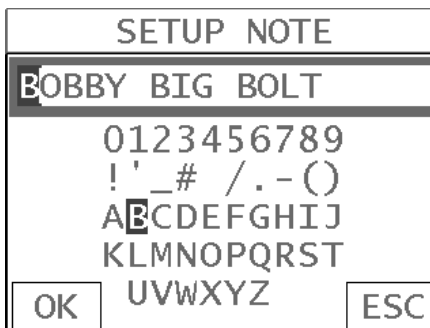 SETUP NOTE
BOBBY BIG BOLT
0123456789
!'_# /.-()
ABCDEFGHIJ
KLMNOPQRST
UVWXYZ
OK
ESC